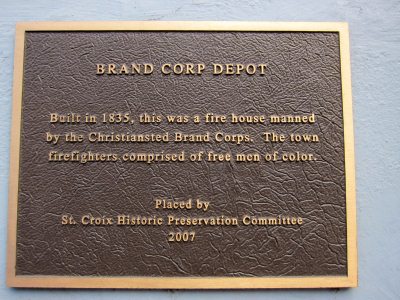 BRAND CORP DEPOT
Built in 1835, this was a fire house manned
by the Christiansted Brand Corps. The town
firefighters comprised of free men of color.
Placed by
St. Croix Historic Preservation Committee
2007